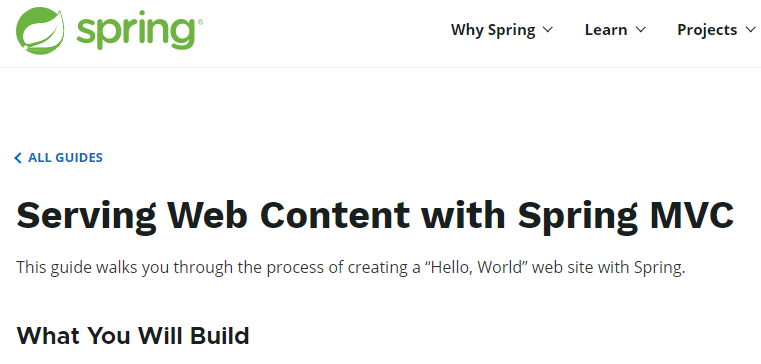 spring®
Why Spring Learn Projects
ALL GUIDES
Serving Web Content with Spring MVC
This guide walks you through the process of creating a “Hello, World” web site with Spring.
What You Will Build